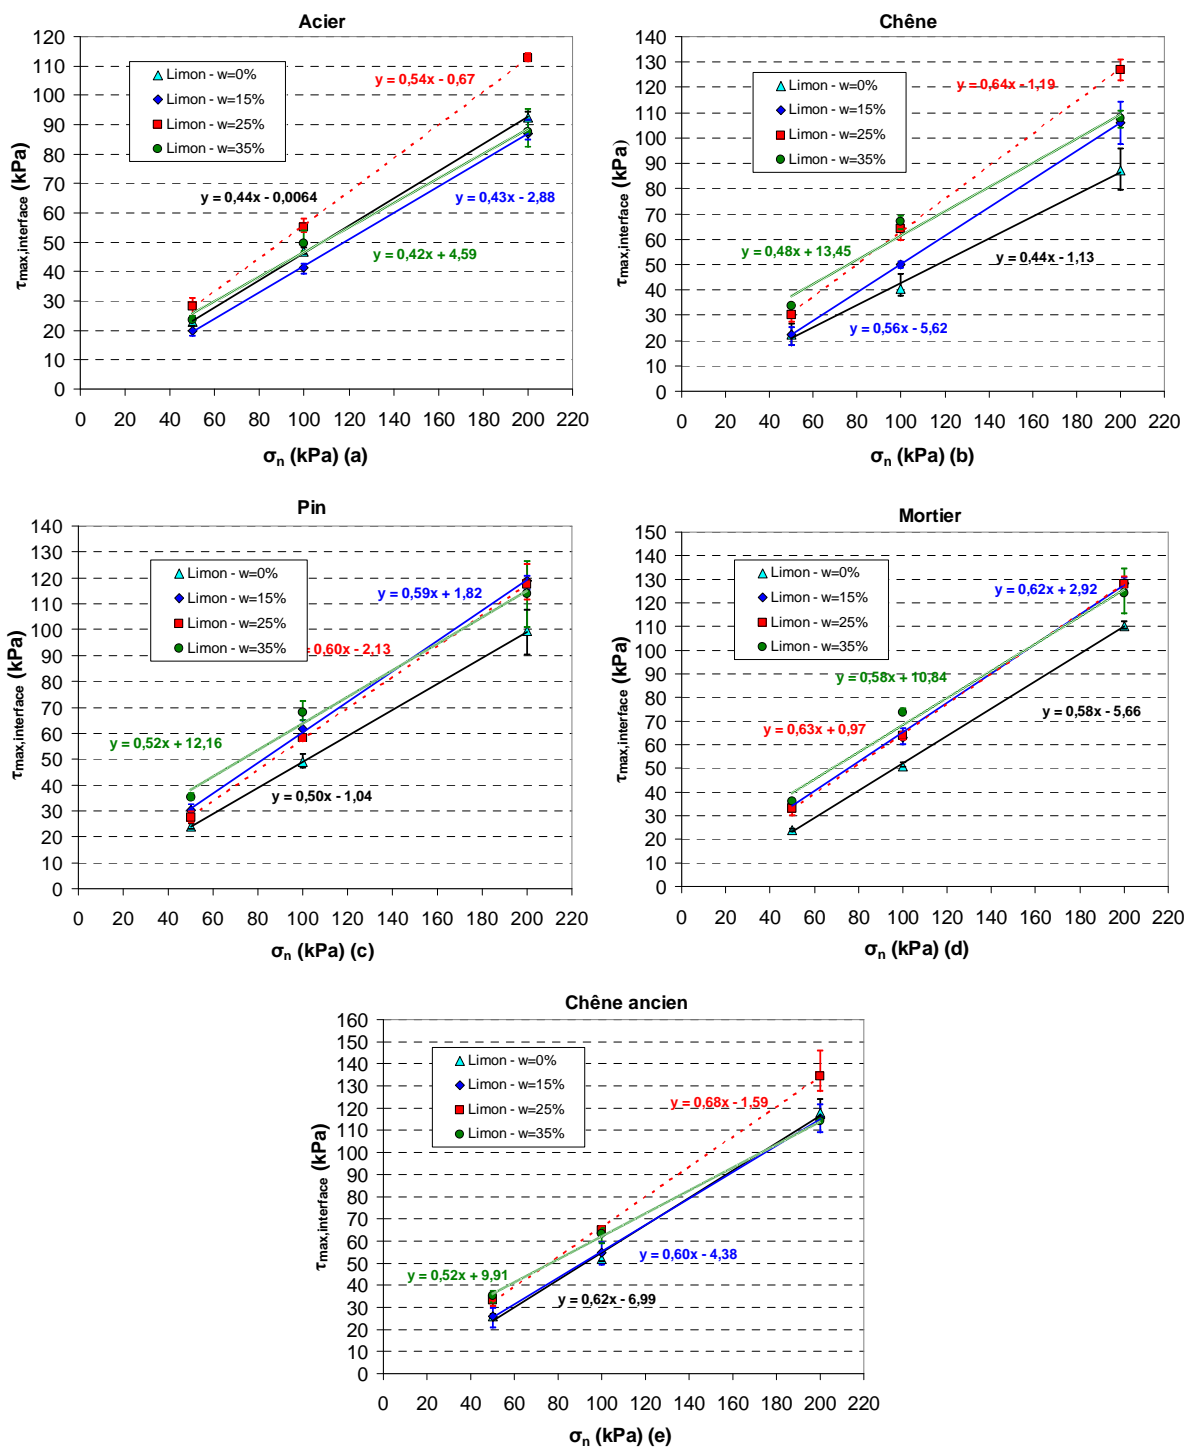 Acier
120
110
100
90
80
70
60
50
40
30
20
10
0
τmax,interface (kPa)
Limon - w=0%
Limon - w=15%
Limon - w=25%
Limon - w=35%
y = 0,54x - 0,67
y = 0,44x - 0,0064
y = 0,43x - 2,88
y = 0,42x + 4,59
0 20 40 60 80 100 120 140 160 180 200 220
σn (kPa) (a)
Chêne
140
130
120
110
100
90
80
70
60
50
40
30
20
10
0
τmax,interface (kPa)
Limon - w=0%
Limon - w=15%
Limon - w=25%
Limon - w=35%
y = 0,64x - 1,19
y = 0,48x + 13,45
y = 0,44x - 1,13
y = 0,56x - 5,62
0 20 40 60 80 100 120 140 160 180 200 220
σn (kPa) (b)
Pin
140
130
120
110
100
90
80
70
60
50
40
30
20
10
0
τmax,interface (kPa)
Limon - w=0%
Limon - w=15%
Limon - w=25%
Limon - w=35%
y = 0,59x + 1,82
0,60x - 2,13
y = 0,52x + 12,16
y = 0,50x - 1,04
0 20 40 60 80 100 120 140 160 180 200 220
σn (kPa) (c)
Mortier
150
140
130
120
110
100
90
80
70
60
50
40
30
20
10
0
τmax,interface (kPa)
Limon - w=0%
Limon - w=15%
Limon - w=25%
Limon - w=35%
y = 0,62x + 2,92
y = 0,58x + 10,84
y = 0,58x - 5,66
y = 0,63x + 0,97
0 20 40 60 80 100 120 140 160 180 200 220
σn (kPa) (d)
Chêne ancien
160
150
140
130
120
110
100
90
80
70
60
50
40
30
20
10
0
τmax,interface (kPa)
Limon - w=0%
Limon - w=15%
Limon - w=25%
Limon - w=35%
y = 0,68x - 1,59
y = 0,60x - 4,38
y = 0,52x + 9,91
y = 0,62x - 6,99
0 20 40 60 80 100 120 140 160 180 200 220
σn (kPa) (e)